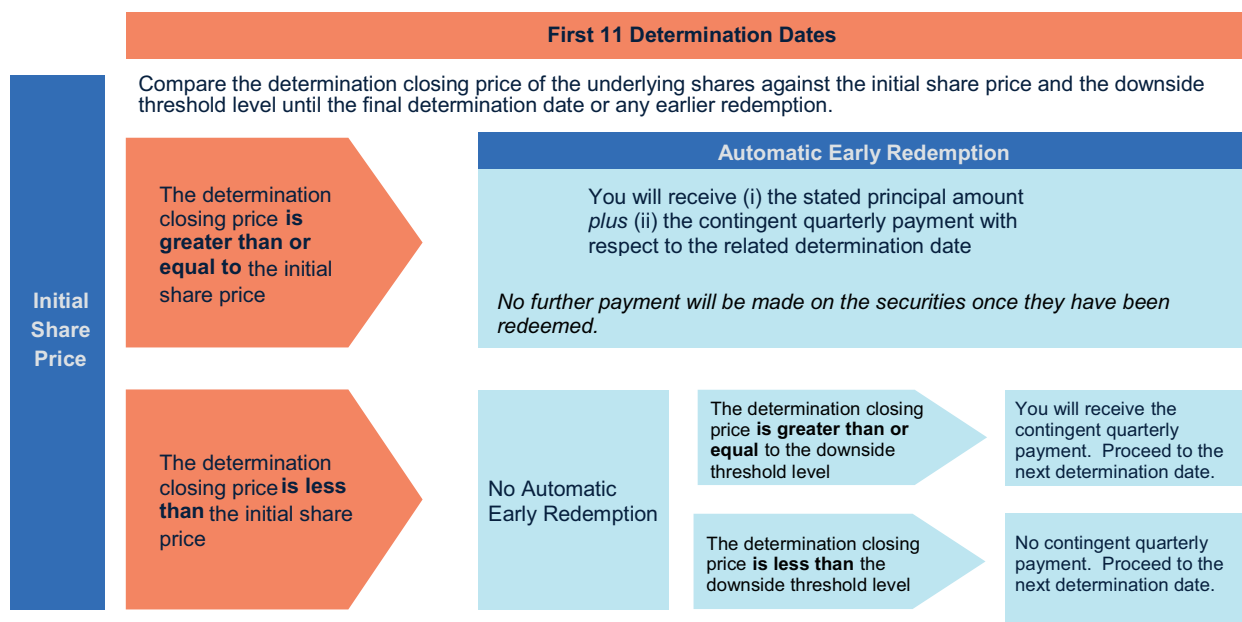 First 11 Determination Dates
Compare the determination closing price of the underlying shares against the initial share price and the downside
threshold level until the final determination date or any earlier redemption.
Initial
Share
Price
The determination
closing price is
greater than or
equal to the initial
share price
Automatic Early Redemption
You will receive (i) the stated principal amount
plus (ii) the contingent quarterly payment with
respect to the related determination date
No further payment will be made on the securities once they have been
redeemed.
The determination
closing price is less
than the initial share
price
No Automatic
Early Redemption
The determination closing
price is greater than or
equal to the downside
threshold level
You will receive the
contingent quarterly
payment. Proceed to the
next determination date.
The determination closing
price is less than the
downside threshold level
No contingent quarterly
payment. Proceed to the
next determination date.